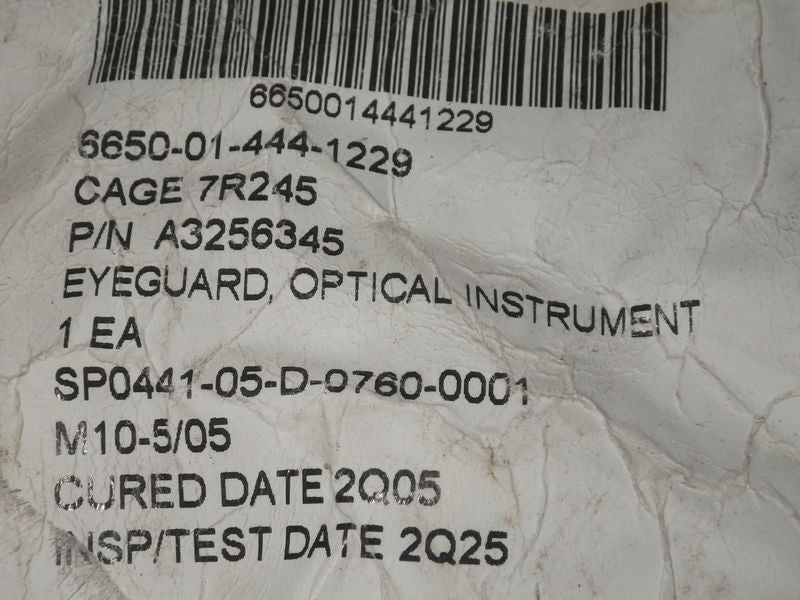 6650014441229
6650-01-444-1229
CAGE 7R245
P/N A3256345
EYEGUARD, OPTICAL INSTRUMENT
1 EA
SP0441-05-D-0760-0001
M10-5/05
CURED DATE 2Q05
INSP/TEST DATE 2Q25